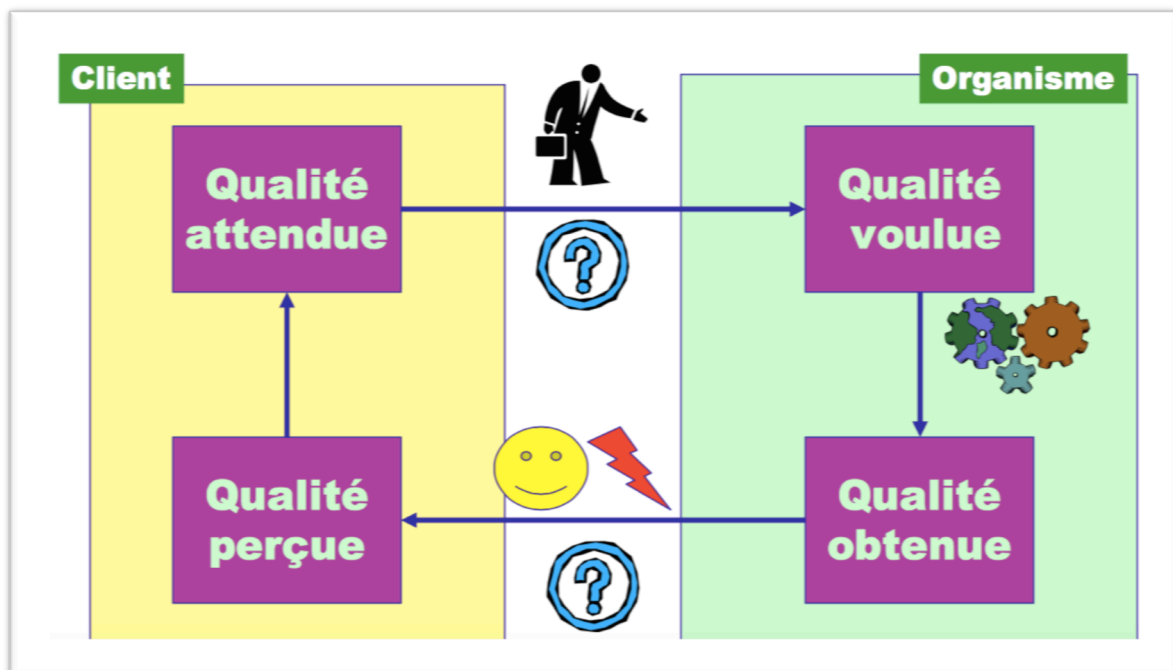 Client
Organisme
Qualité
attendue
Qualité
voulue
Qualité
perçue
Qualité
obtenue
?
?